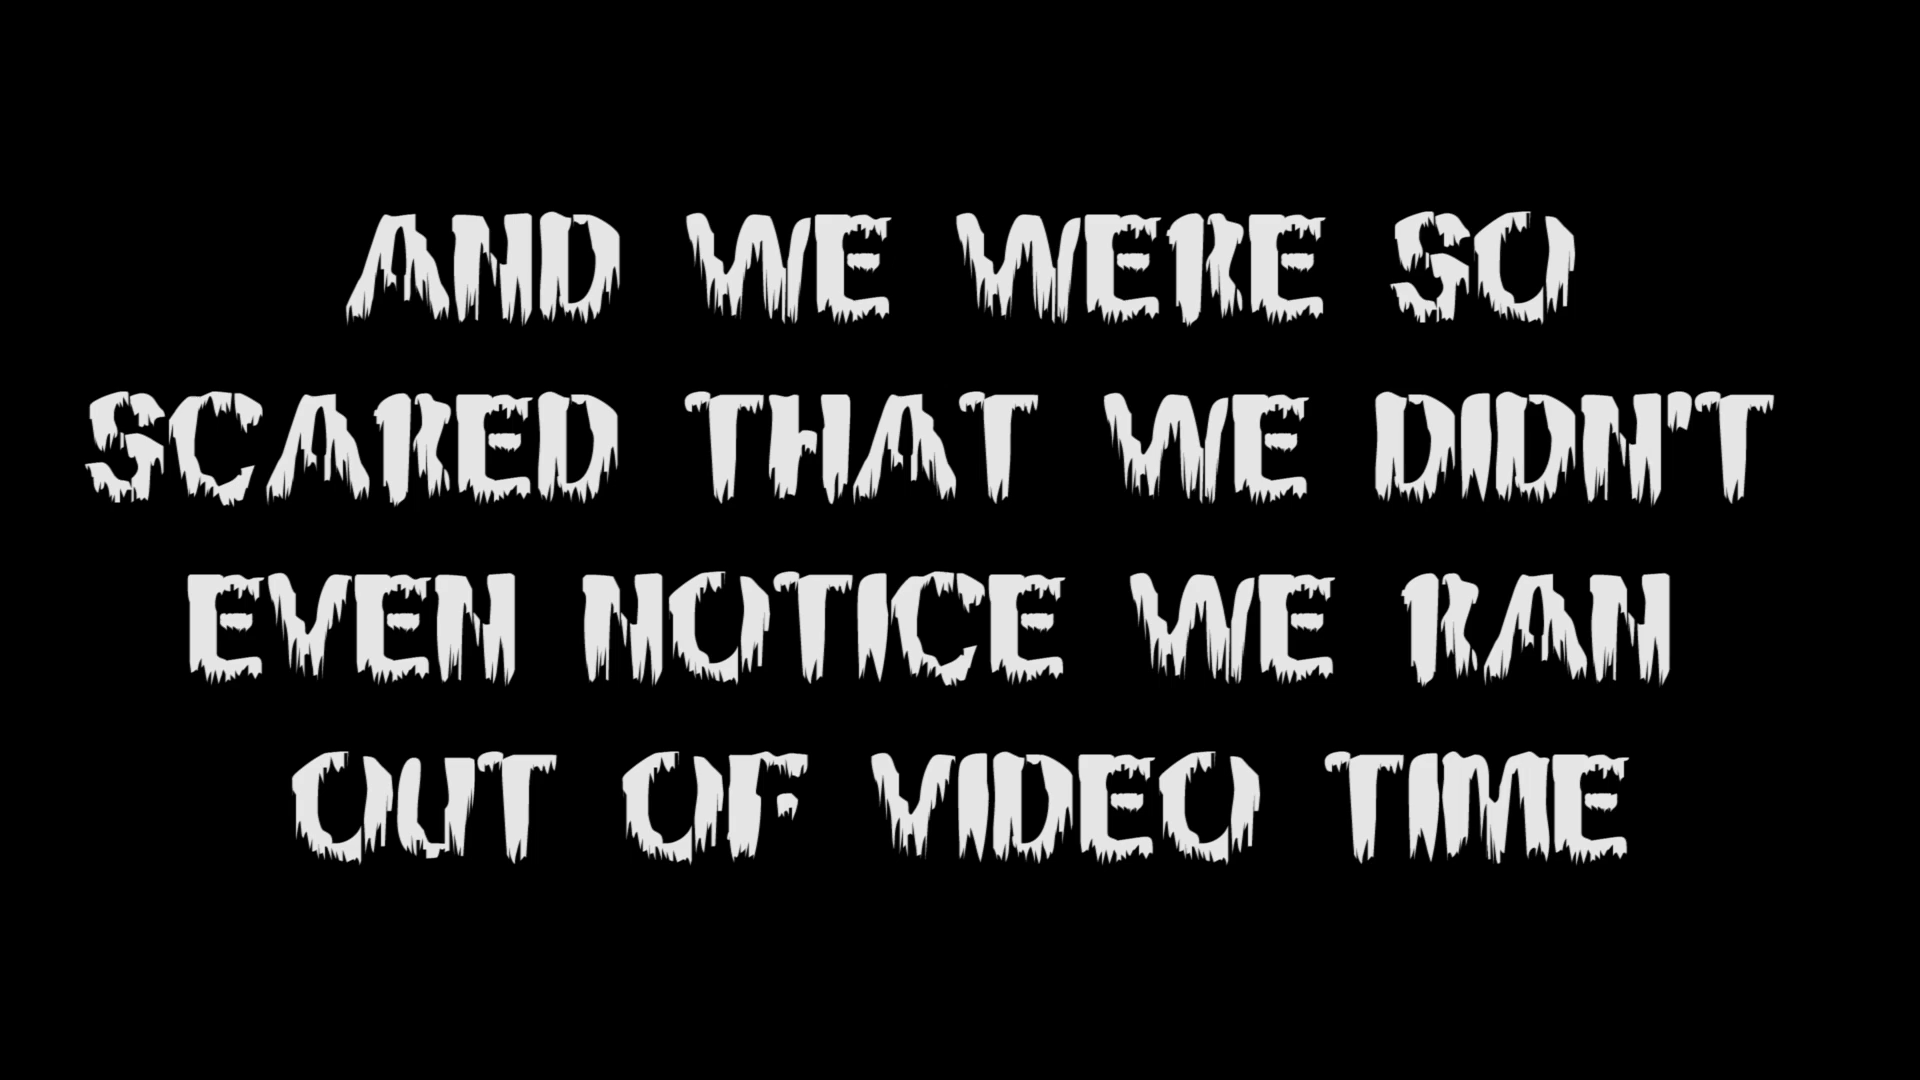 AND WE WERE SO
SCARED THAT WE DIDN'T
EVEN NOTICE WE RAN
OUT OF VIDEO TIME